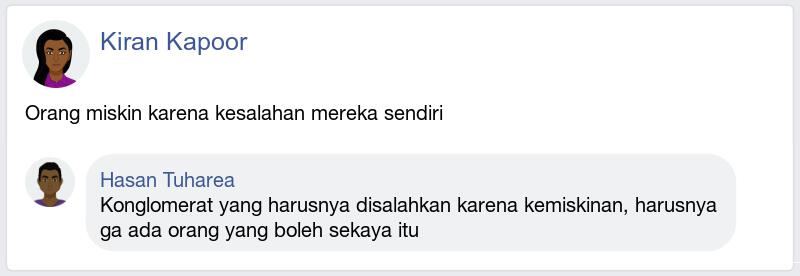 Kiran Kapoor
Orang miskin karena kesalahan mereka sendiri
Hasan Tuharea
Konglomerat yang harusnya disalahkan karena kemiskinan, harusnya
ga ada orang yang boleh sekaya itu